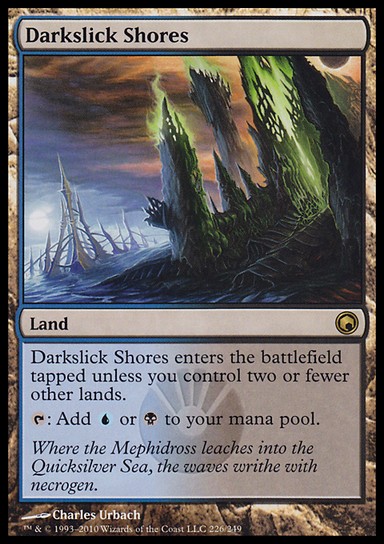 Darkslick Shores
Land
Darkslick Shores enters the battlefield
tapped unless you control two or fewer
other lands.
: Add or to your mana pool.
Where the Mephidross leaches into the
Quicksilver Sea, the waves writhe with
necrogen.
Charles Urbach
™ & © 1993–2010 Wizards of the Coast LLC 226/249